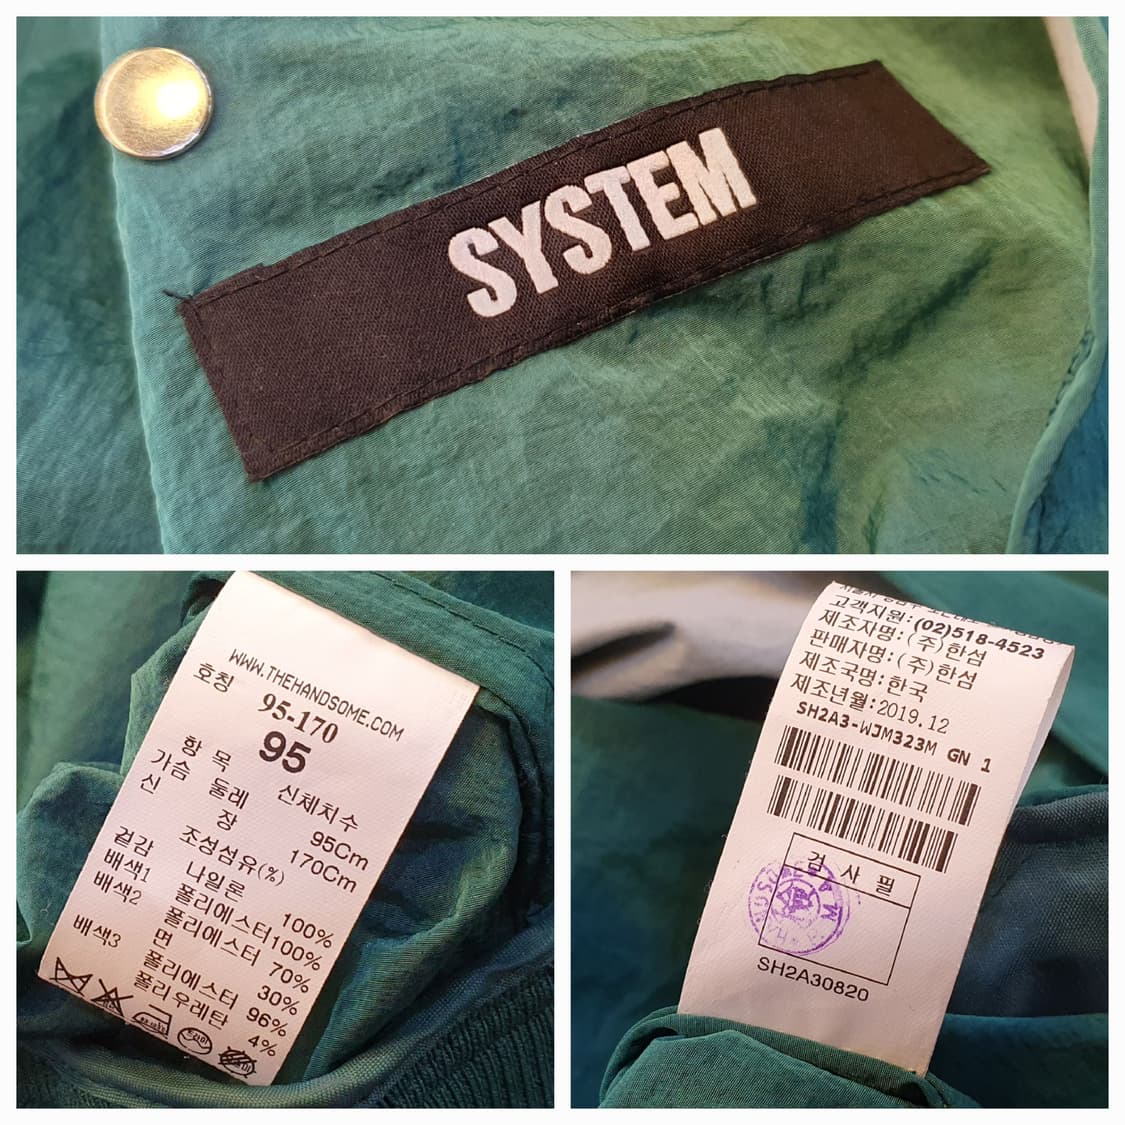 SYSTEM
WWW.THEHANDSOME.COM
호칭 95-170
95
항 목 신체치수
가슴 둘레 95Cm
신 장 170Cm
조성섬유(%)
겉감 나일론 100%
배색1 폴리에스터 100%
배색2 폴리에스터 70%
면 30%
배색3 폴리에스터 96%
폴리우레탄 4%
고객지원:(02)518-4523
제조자명:(주)한섬
판매자명:(주)한섬
제조국명:한국
제조년월:2019.12
SH2A3-WJM323M GN 1
검 사 필
SH2A30820